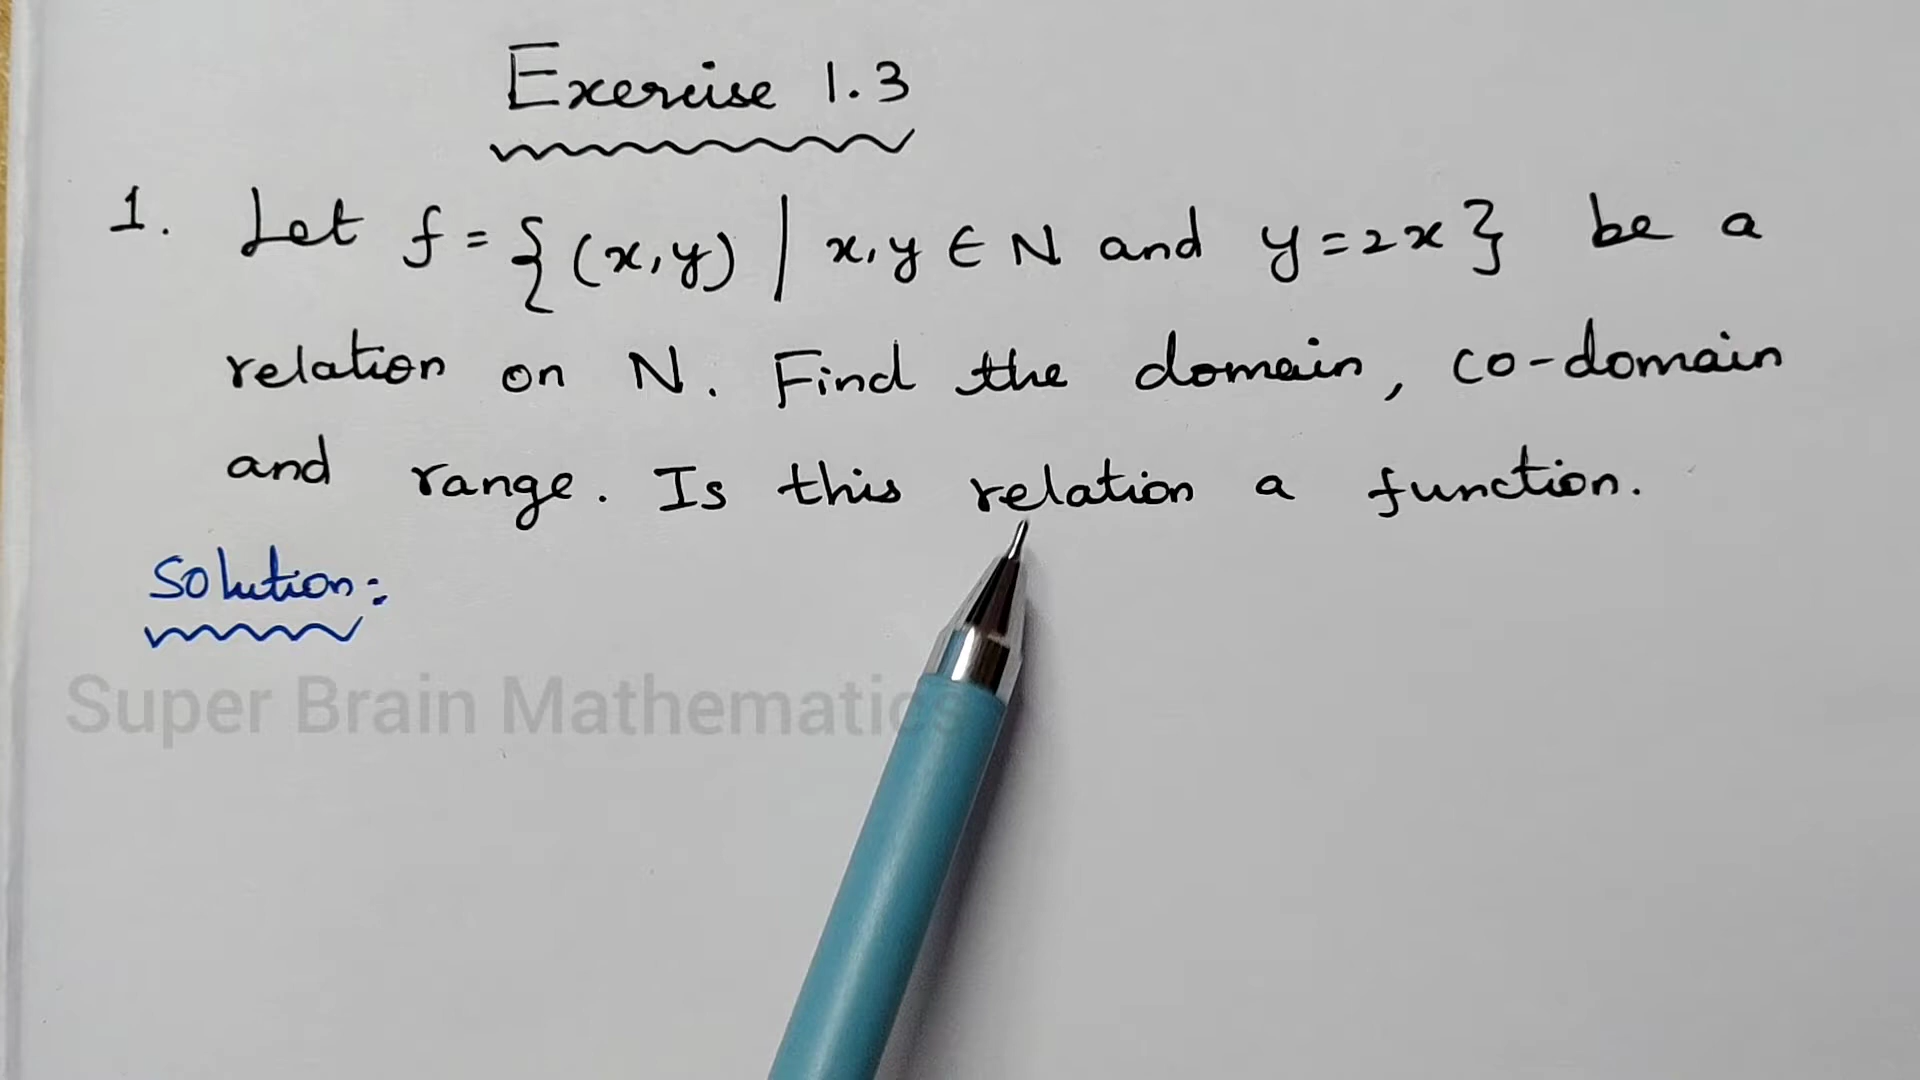 Exercise 1.3
1. Let f = {(x,y) | x,y ∈ N and y=2x} be a
relation on N. Find the domain, co-domain
and range. Is this relation a function.
Solution:
Super Brain Mathematics